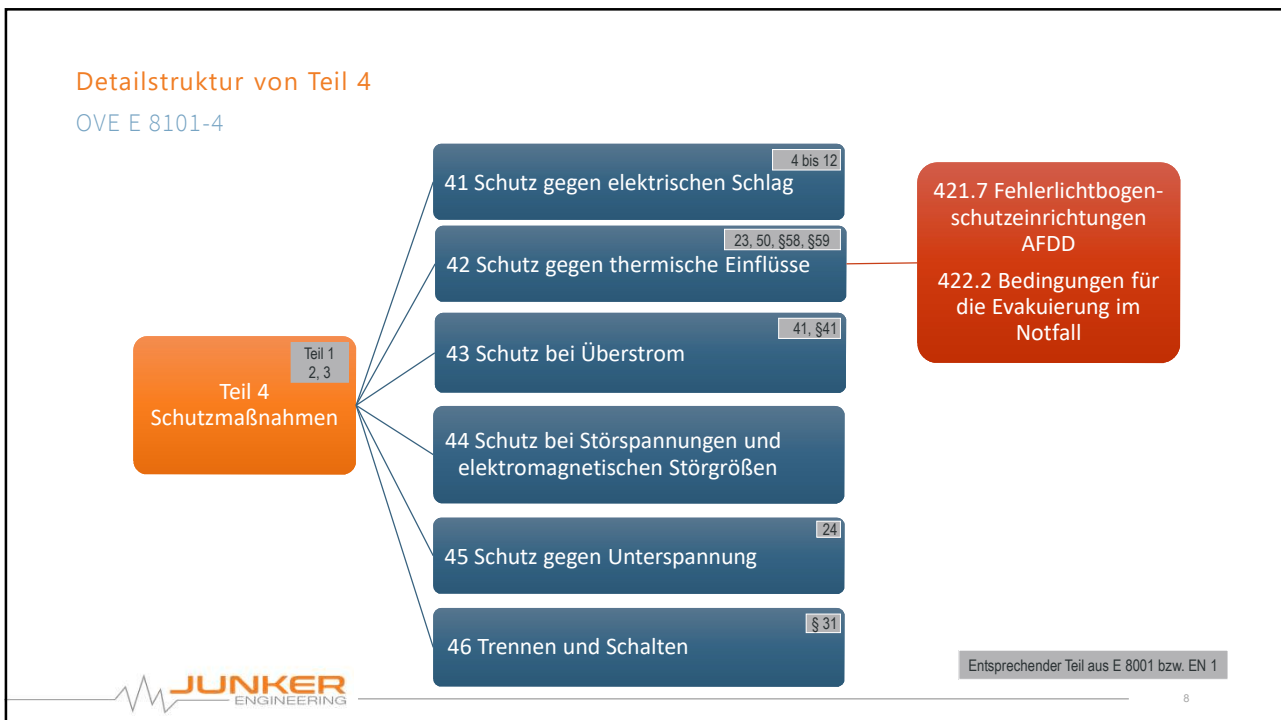 Detailstruktur von Teil 4
OVE E 8101-4
Teil 1
2, 3
Teil 4
Schutzmaßnahmen
4 bis 12
41 Schutz gegen elektrischen Schlag
23, 50, §58, §59
42 Schutz gegen thermische Einflüsse
41, §41
43 Schutz bei Überstrom
44 Schutz bei Störspannungen und
elektromagnetischen Störgrößen
24
45 Schutz gegen Unterspannung
§ 31
46 Trennen und Schalten
421.7 Fehlerlichtbogen-
schutzeinrichtungen
AFDD
422.2 Bedingungen für
die Evakuierung im
Notfall
Entsprechender Teil aus E 8001 bzw. EN 1
JUNKER
ENGINEERING
8